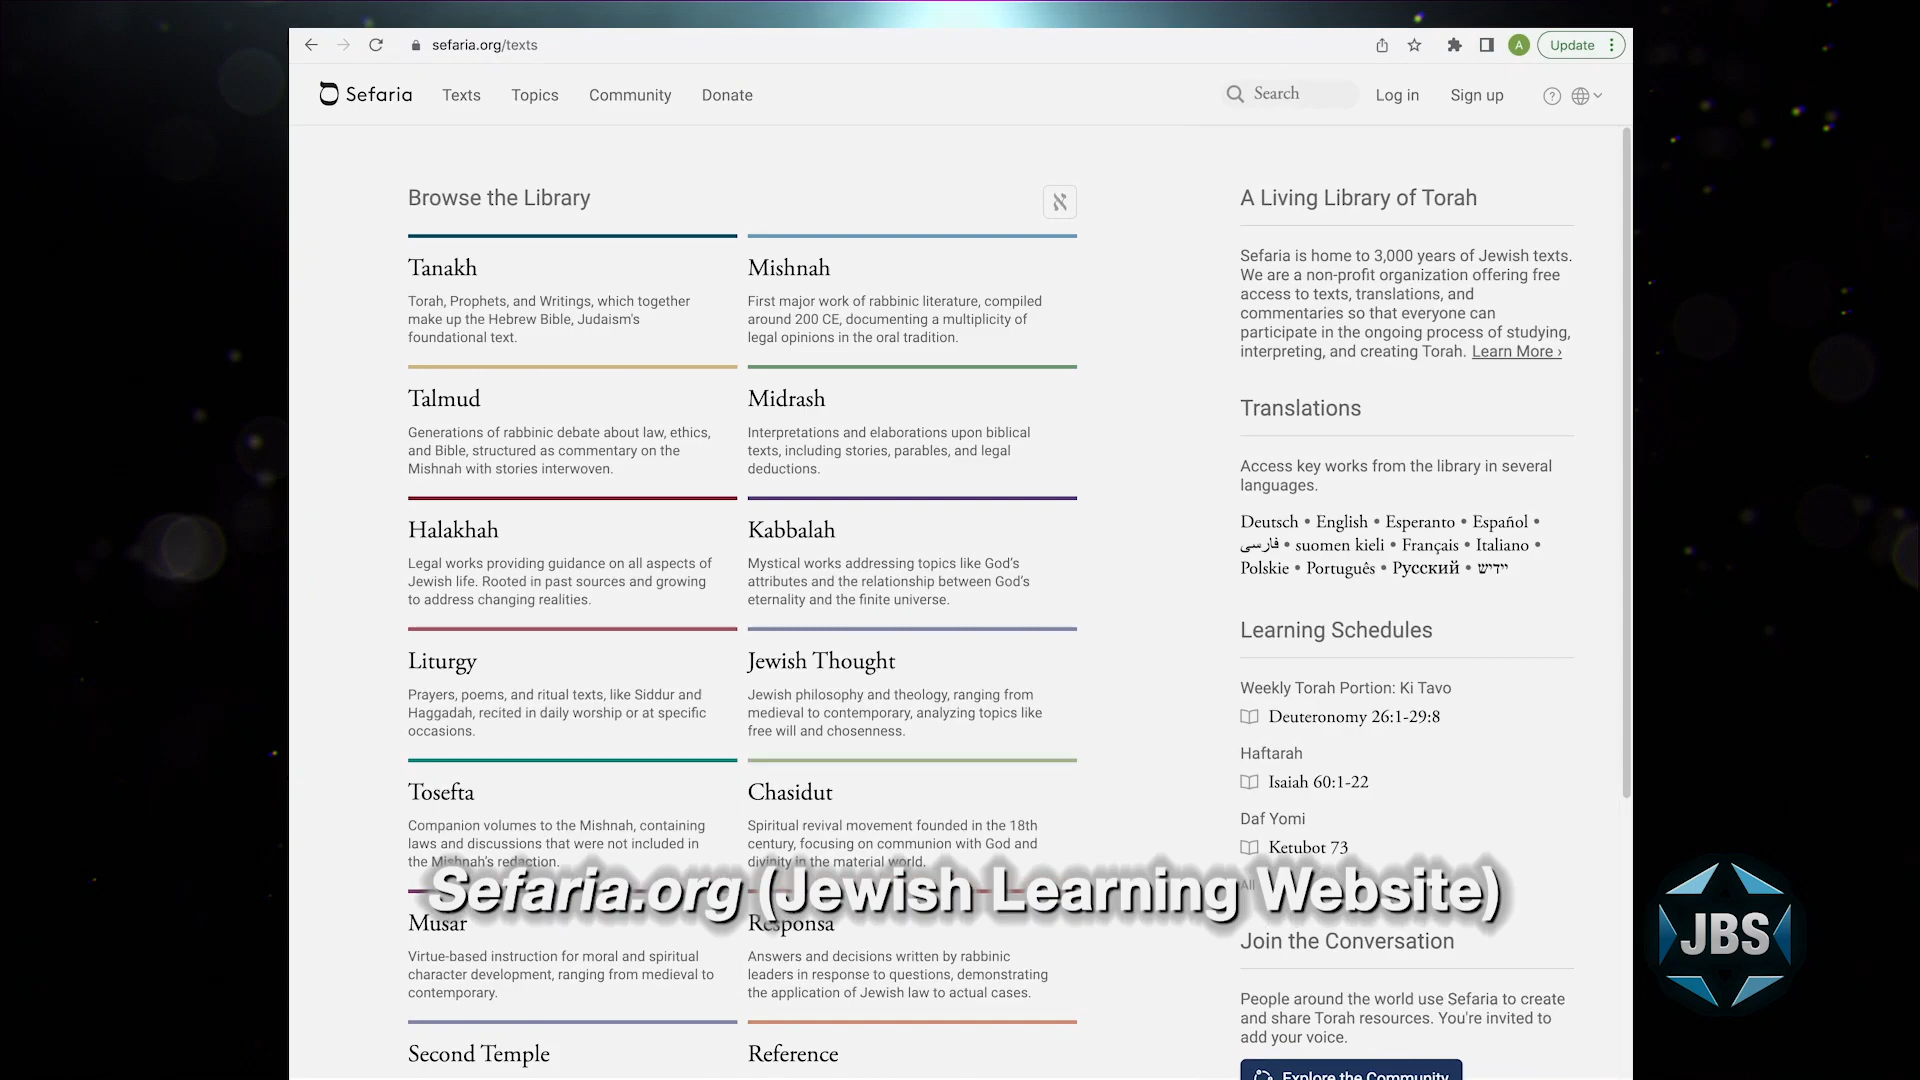 sefaria.org/texts
A
Update
Sefaria
Texts
Topics
Community
Donate
Search
Log in
Sign up
?
Browse the Library
א
Tanakh
Torah, Prophets, and Writings, which together
make up the Hebrew Bible, Judaism's
foundational text.
Mishnah
First major work of rabbinic literature, compiled
around 200 CE, documenting a multiplicity of
legal opinions in the oral tradition.
Talmud
Generations of rabbinic debate about law, ethics,
and Bible, structured as commentary on the
Mishnah with stories interwoven.
Midrash
Interpretations and elaborations upon biblical
texts, including stories, parables, and legal
deductions.
Halakhah
Legal works providing guidance on all aspects of
Jewish life. Rooted in past sources and growing
to address changing realities.
Kabbalah
Mystical works addressing topics like God's
attributes and the relationship between God's
eternality and the finite universe.
Liturgy
Prayers, poems, and ritual texts, like Siddur and
Haggadah, recited in daily worship or at specific
occasions.
Jewish Thought
Jewish philosophy and theology, ranging from
medieval to contemporary, analyzing topics like
free will and chosenness.
Tosefta
Companion volumes to the Mishnah, containing
laws and discussions that were not included in
the Mishnah's redaction.
Chasidut
Spiritual revival movement founded in the 18th
century, focusing on communion with God and
divinity in the material world.
Musar
Virtue-based instruction for moral and spiritual
character development, ranging from medieval to
contemporary.
Responsa
Answers and decisions written by rabbinic
leaders in response to questions, demonstrating
the application of Jewish law to actual cases.
Second Temple
Reference
A Living Library of Torah
Sefaria is home to 3,000 years of Jewish texts.
We are a non-profit organization offering free
access to texts, translations, and
commentaries so that everyone can
participate in the ongoing process of studying,
interpreting, and creating Torah. Learn More ›
Translations
Access key works from the library in several
languages.
Deutsch • English • Esperanto • Español •
فارسی • suomen kieli • Français • Italiano •
Polskie • Português • Русский • יידיש
Learning Schedules
Weekly Torah Portion: Ki Tavo
Deuteronomy 26:1-29:8
Haftarah
Isaiah 60:1-22
Daf Yomi
Ketubot 73
All
Join the Conversation
People around the world use Sefaria to create
and share Torah resources. You're invited to
add your voice.
Explore the Community
Sefaria.org (Jewish Learning Website)
JBS